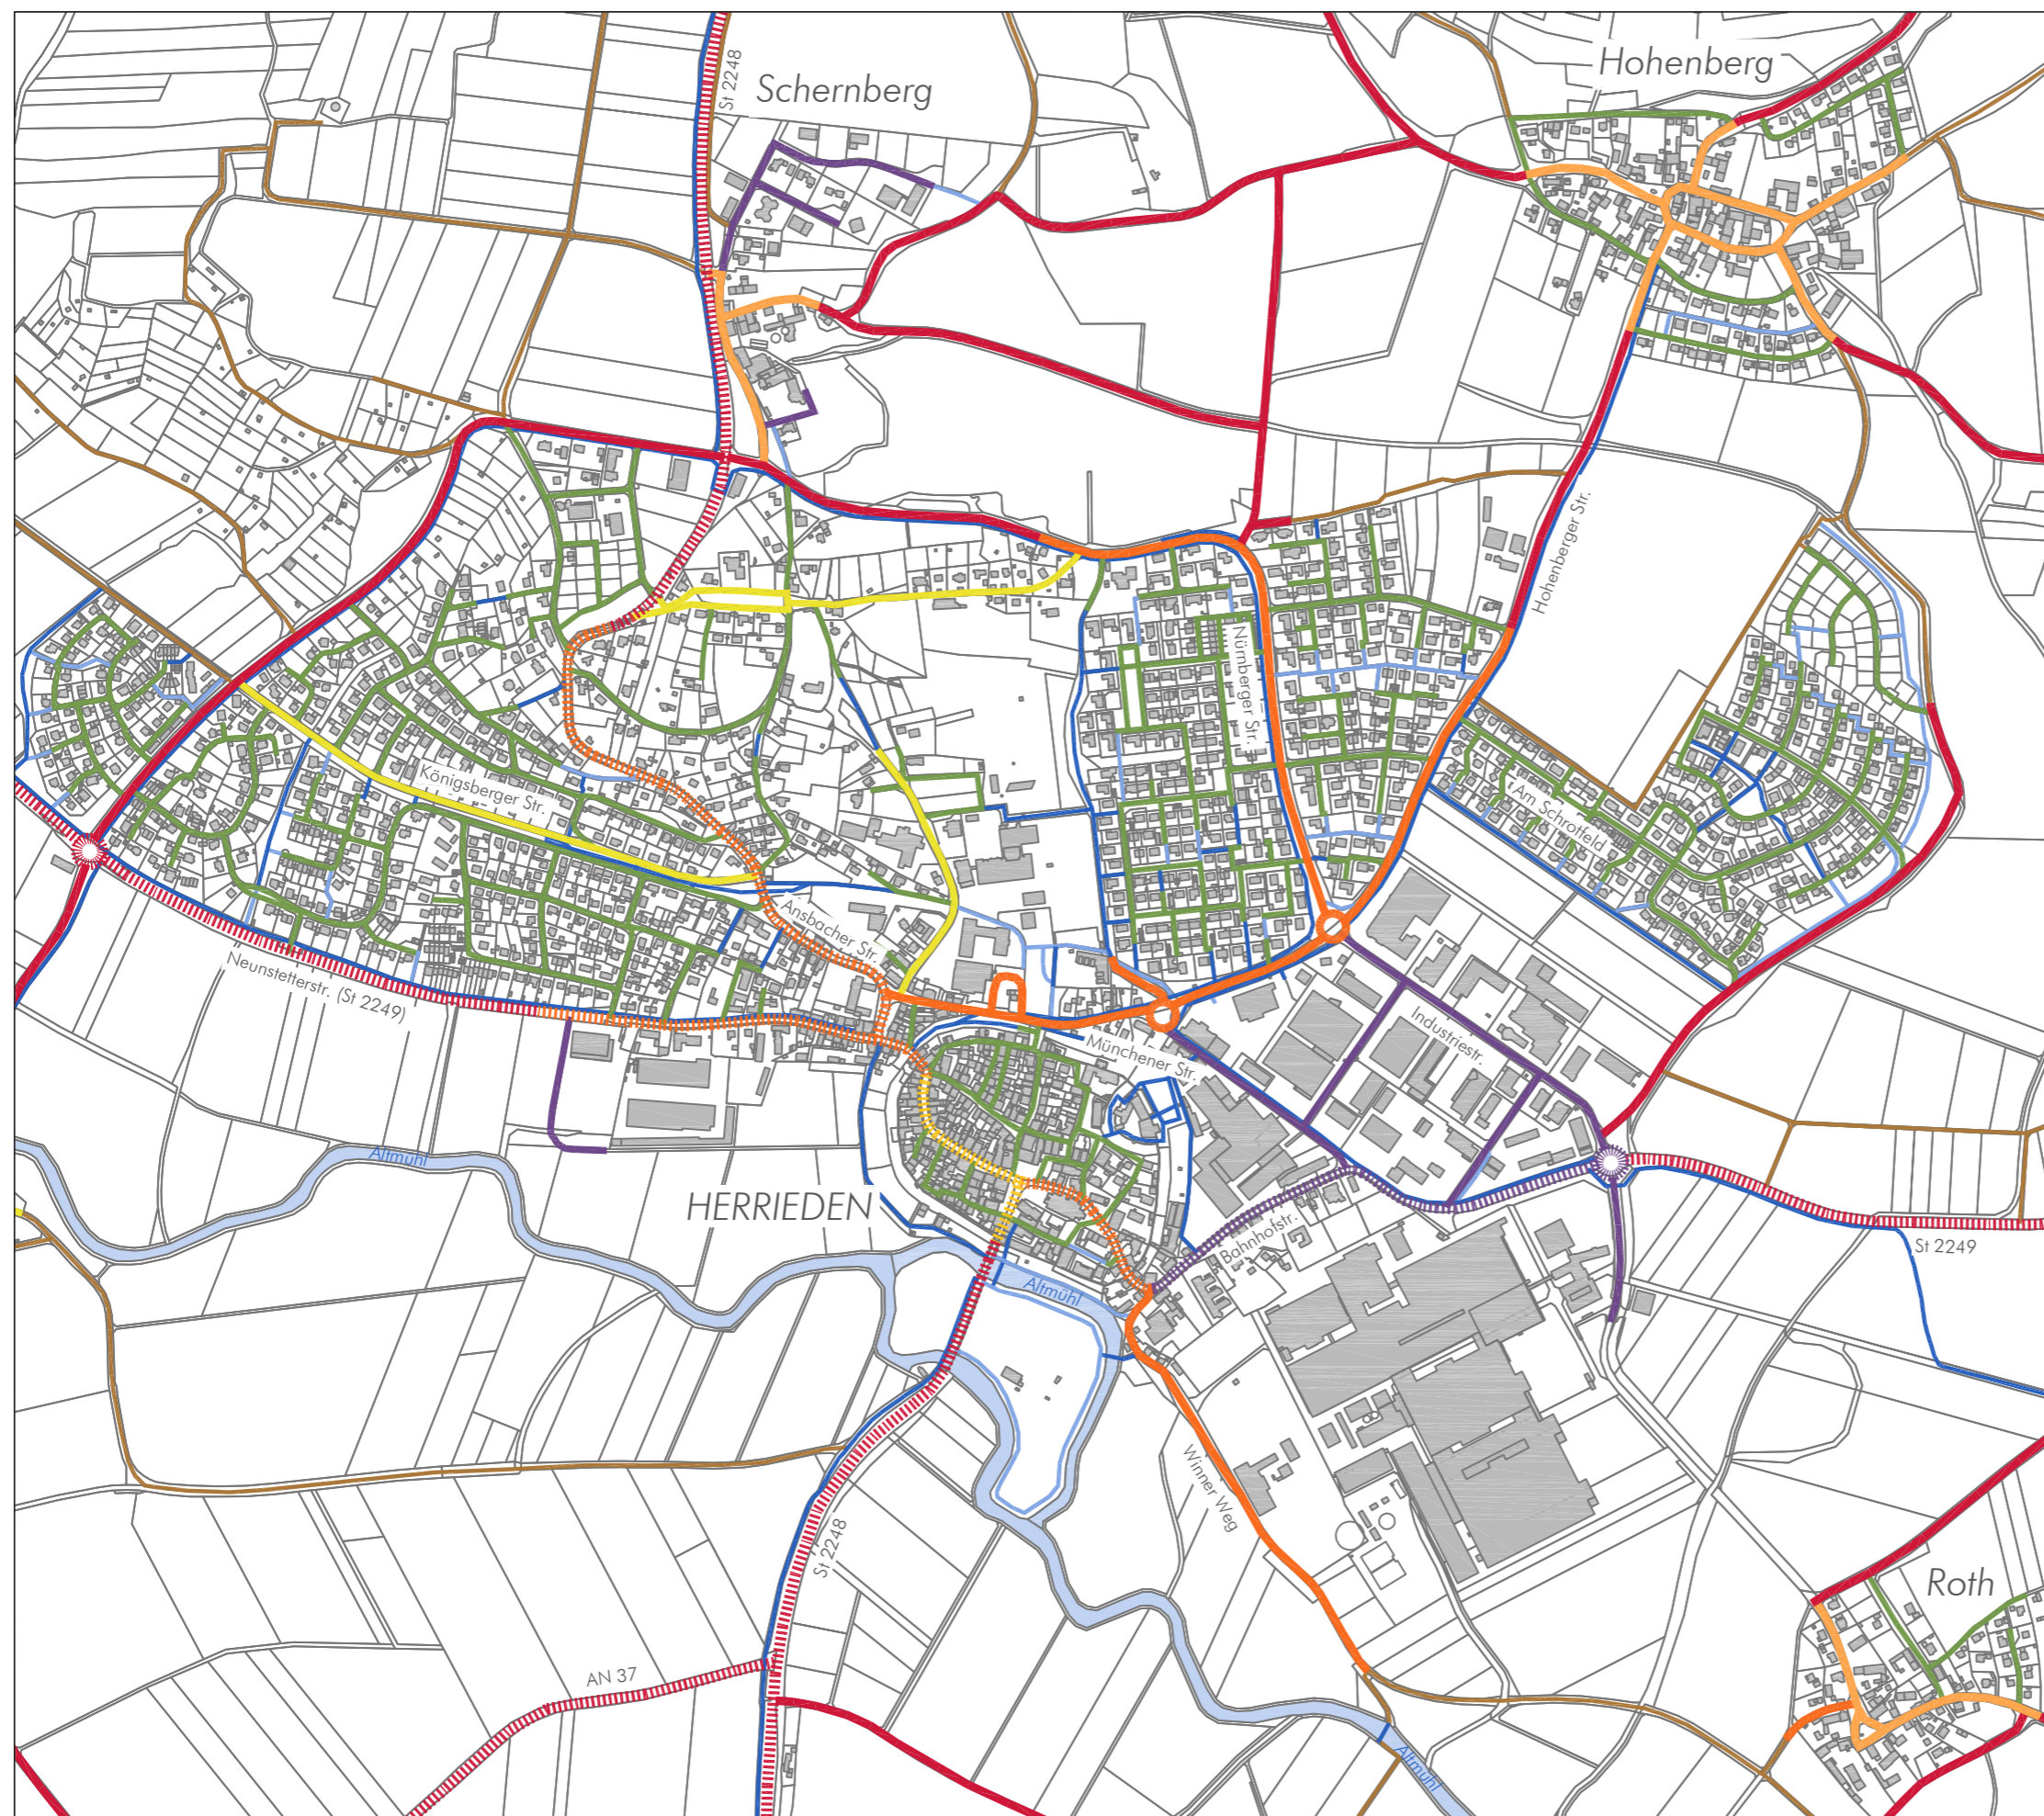 Hohenberg
St 2248
Schernberg
Hohenberger Str.
Nürnberger Str.
Königsberger Str.
Am Schrotfeld
Ansbacher Str.
Neunstetterstr. (St 2249)
Industriestr.
Münchener Str.
Altmühl
HERRIEDEN
Bahnhofstr.
St 2249
Altmühl
Winner Weg
St 2248
Roth
AN 37
Altmühl